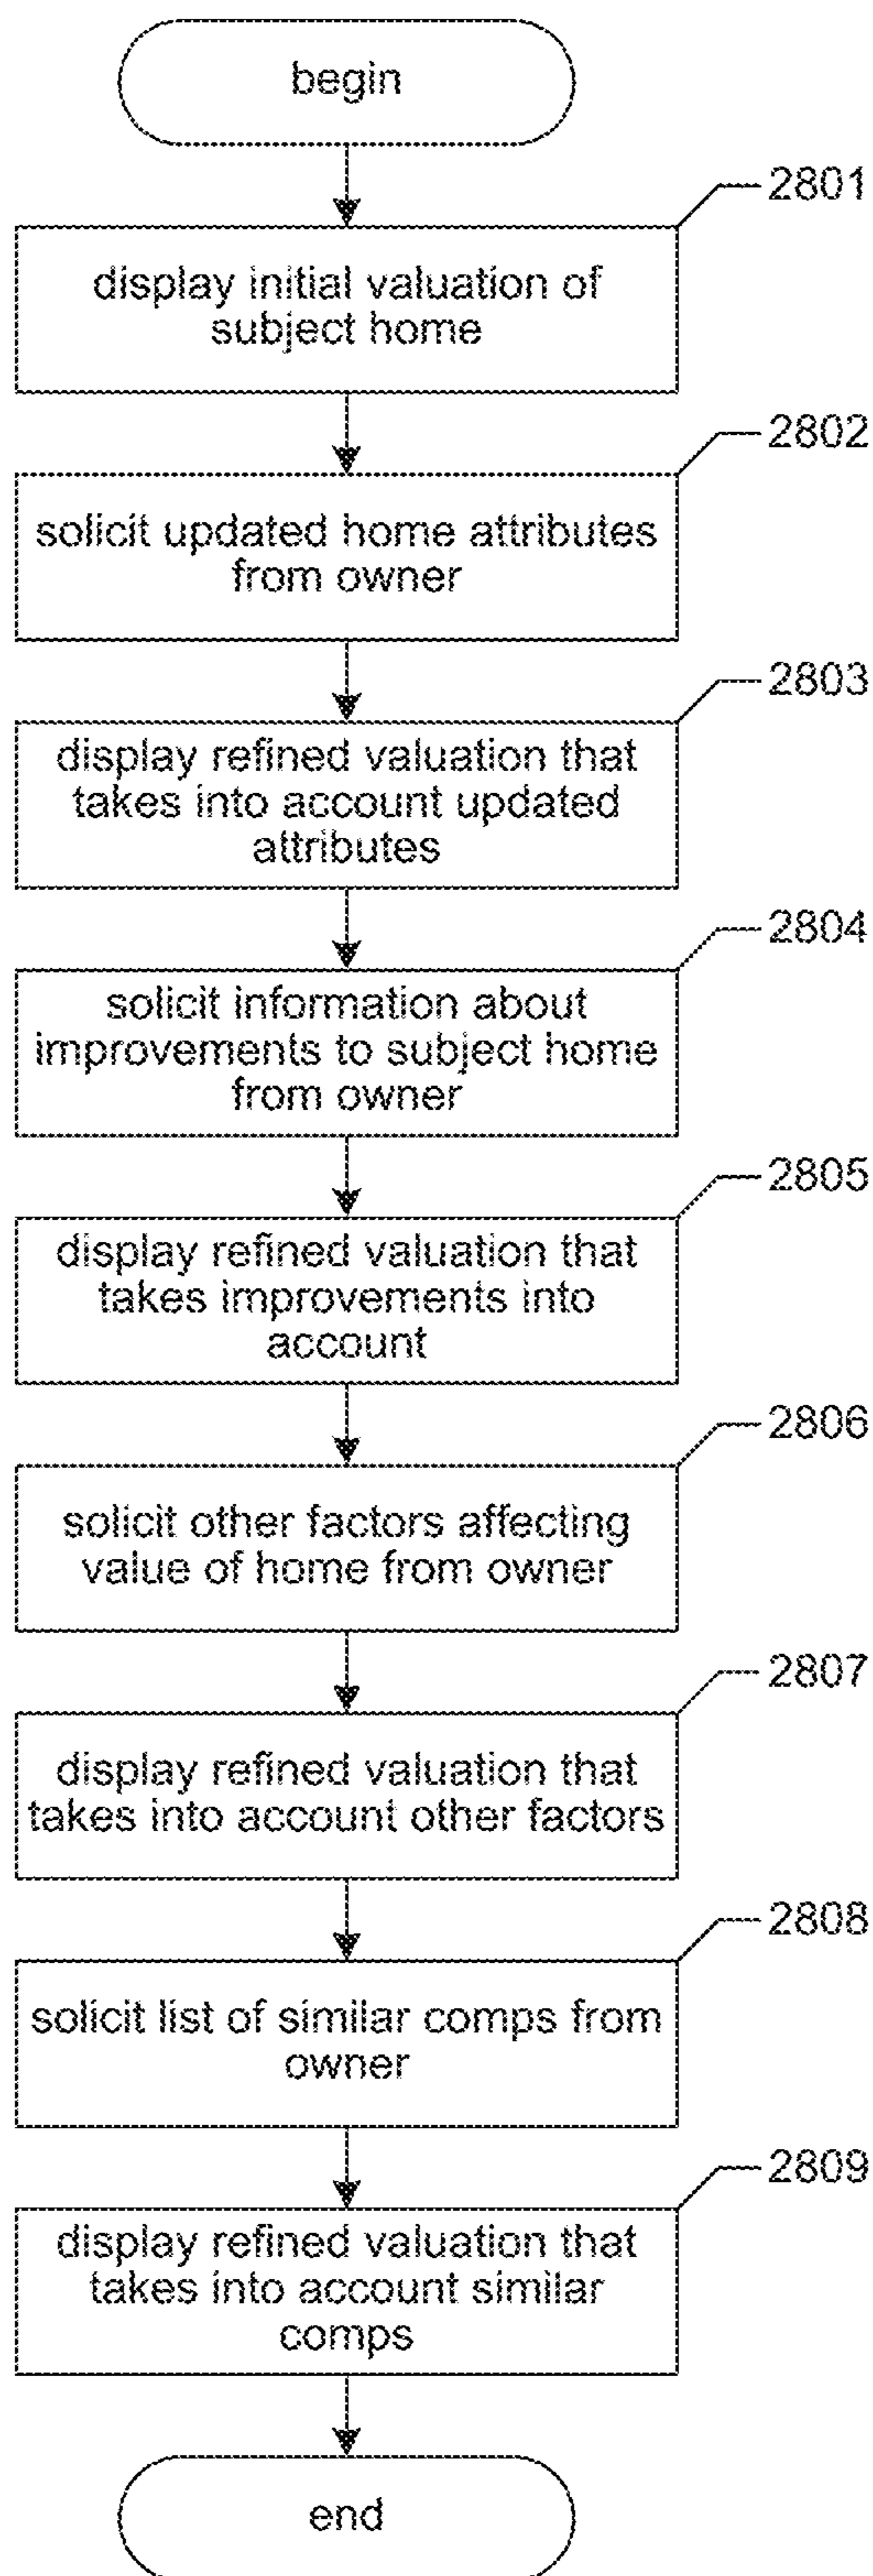 begin
2801
display initial valuation of
subject home
2802
solicit updated home attributes
from owner
2803
display refined valuation that
takes into account updated
attributes
2804
solicit information about
improvements to subject home
from owner
2805
display refined valuation that
takes improvements into
account
2806
solicit other factors affecting
value of home from owner
2807
display refined valuation that
takes into account other factors
2808
solicit list of similar comps from
owner
2809
display refined valuation that
takes into account similar
comps
end